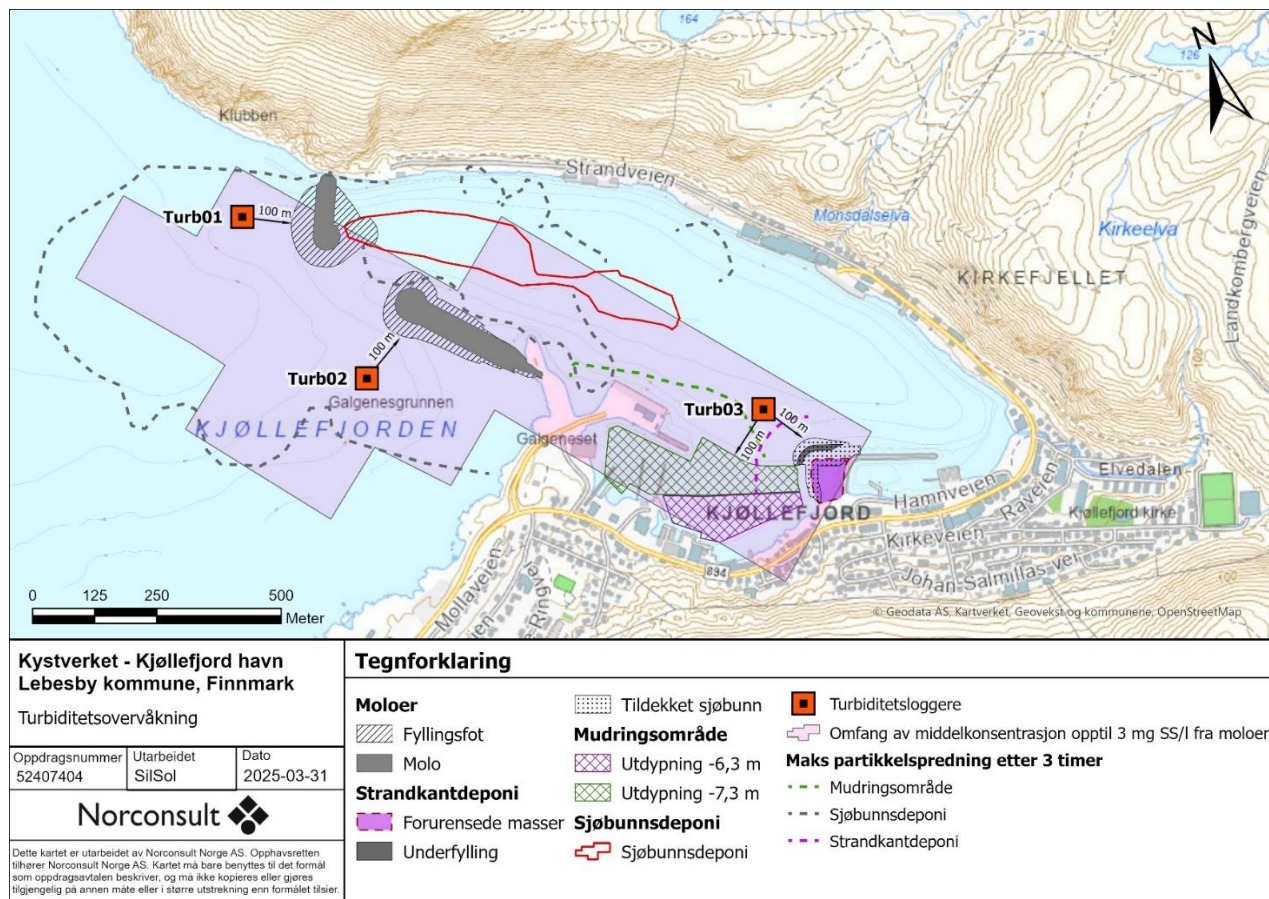 164
126
N
Klubben
Strandveien
Monsdalselva
Kirkeelva
Landkombergveien
KIRKEFJELLET
Turb01
100 m
Turb02
100 m
Galgenesgrunnen
KJØLLEFJORDEN
Galgeneset
Turb03
100 m
100 m
KJØLLEFJORD
Hamnveien
Elvedalen
Raveien
Kirkeveien
Kjøllefjord kirke
Johan Salmillas vei
894
Mollaveien
100
100
0 125 250 500
Meter
© Geodata AS, Kartverket, Geovekst og kommunene, OpenStreetMap
Kystverket - Kjøllefjord havn
Lebesby kommune, Finnmark
Turbiditetsovervåkning
Oppdragsnummer
52407404
Utarbeidet
SilSol
Dato
2025-03-31
Norconsult
Dette kartet er utarbeidet av Norconsult Norge AS. Opphavsretten
tilhører Norconsult Norge AS. Kartet må bare benyttes til det formål
som oppdragsavtalen beskriver, og må ikke kopieres eller gjøres
tilgjengelig på annen måte eller i større utstrekning enn formålet tilsier.
Tegnforklaring
Moloer
Fyllingsfot
Molo
Strandkantdeponi
Forurensede masser
Underfylling
Tildekket sjøbunn
Mudringsområde
Utdypning -6,3 m
Utdypning -7,3 m
Sjøbunnsdeponi
Sjøbunnsdeponi
Turbiditetsloggere
Omfang av middelkonsentrasjon opptil 3 mg SS/l fra moloer
Maks partikkelspredning etter 3 timer
Mudringsområde
Sjøbunnsdeponi
Strandkantdeponi